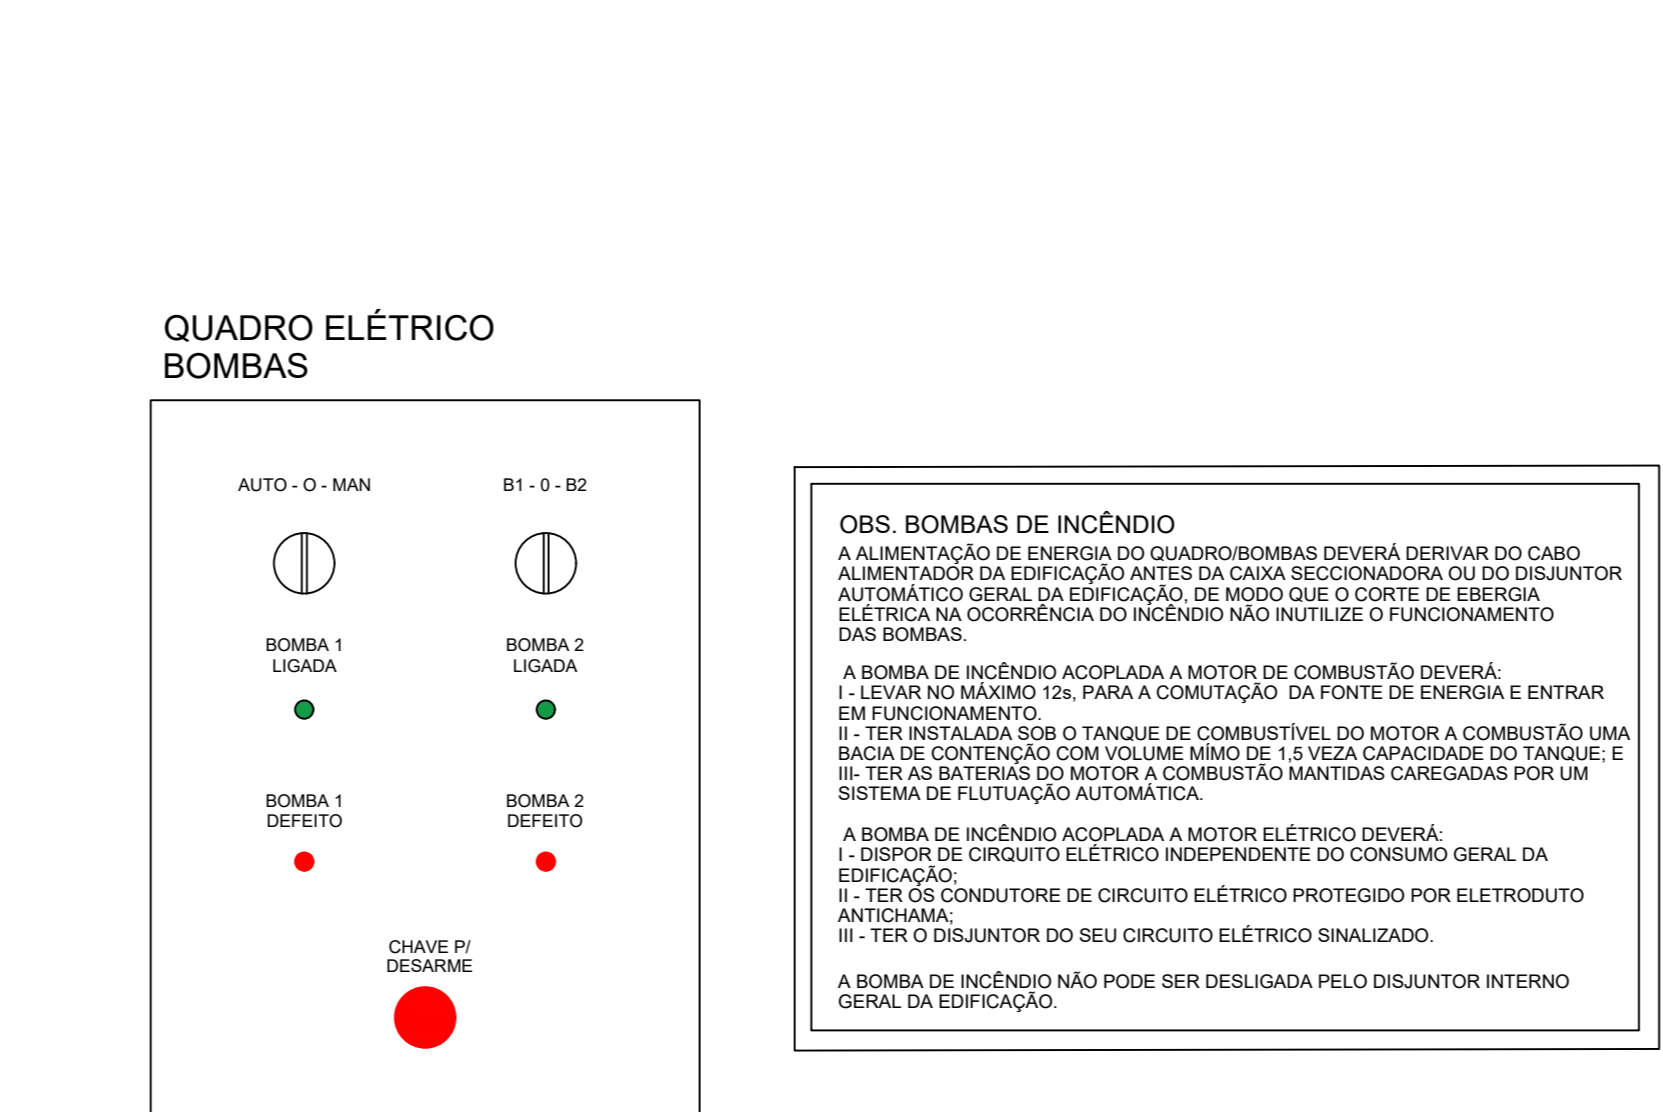 QUADRO ELÉTRICO
BOMBAS
AUTO - O - MAN
B1 - 0 - B2
BOMBA 1
LIGADA
BOMBA 2
LIGADA
BOMBA 1
DEFEITO
BOMBA 2
DEFEITO
CHAVE P/
DESARME
OBS. BOMBAS DE INCÊNDIO
A ALIMENTAÇÃO DE ENERGIA DO QUADRO/BOMBAS DEVERÁ DERIVAR DO CABO
ALIMENTADOR DA EDIFICAÇÃO ANTES DA CAIXA SECCIONADORA OU DO DISJUNTOR
AUTOMÁTICO GERAL DA EDIFICAÇÃO, DE MODO QUE O CORTE DE EBERGIA
ELÉTRICA NA OCORRÊNCIA DO INCÊNDIO NÃO INUTILIZE O FUNCIONAMENTO
DAS BOMBAS.
A BOMBA DE INCÊNDIO ACOPLADA A MOTOR DE COMBUSTÃO DEVERÁ:
I - LEVAR NO MÁXIMO 12s, PARA A COMUTAÇÃO DA FONTE DE ENERGIA E ENTRAR
EM FUNCIONAMENTO.
II - TER INSTALADA SOB O TANQUE DE COMBUSTÍVEL DO MOTOR A COMBUSTÃO UMA
BACIA DE CONTENÇÃO COM VOLUME MÍMO DE 1,5 VEZA CAPACIDADE DO TANQUE; E
III- TER AS BATERIAS DO MOTOR A COMBUSTÃO MANTIDAS CAREGADAS POR UM
SISTEMA DE FLUTUAÇÃO AUTOMÁTICA.
A BOMBA DE INCÊNDIO ACOPLADA A MOTOR ELÉTRICO DEVERÁ:
I - DISPOR DE CIRQUITO ELÉTRICO INDEPENDENTE DO CONSUMO GERAL DA
EDIFICAÇÃO;
II - TER OS CONDUTORE DE CIRCUITO ELÉTRICO PROTEGIDO POR ELETRODUTO
ANTICHAMA;
III - TER O DISJUNTOR DO SEU CIRCUITO ELÉTRICO SINALIZADO.
A BOMBA DE INCÊNDIO NÃO PODE SER DESLIGADA PELO DISJUNTOR INTERNO
GERAL DA EDIFICAÇÃO.